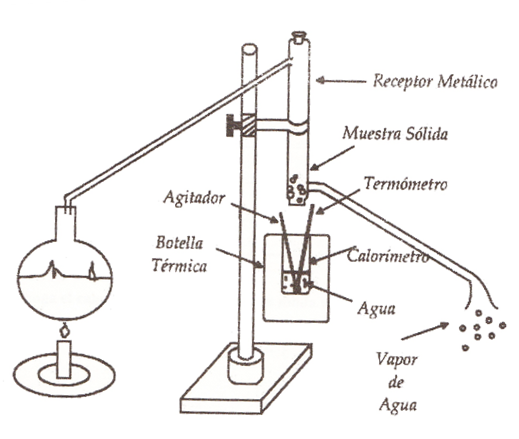 Receptor Metálico
Muestra Sólida
Termómetro
Agitador
Botella
Térmica
Calorímetro
Agua
Vapor
de
Agua